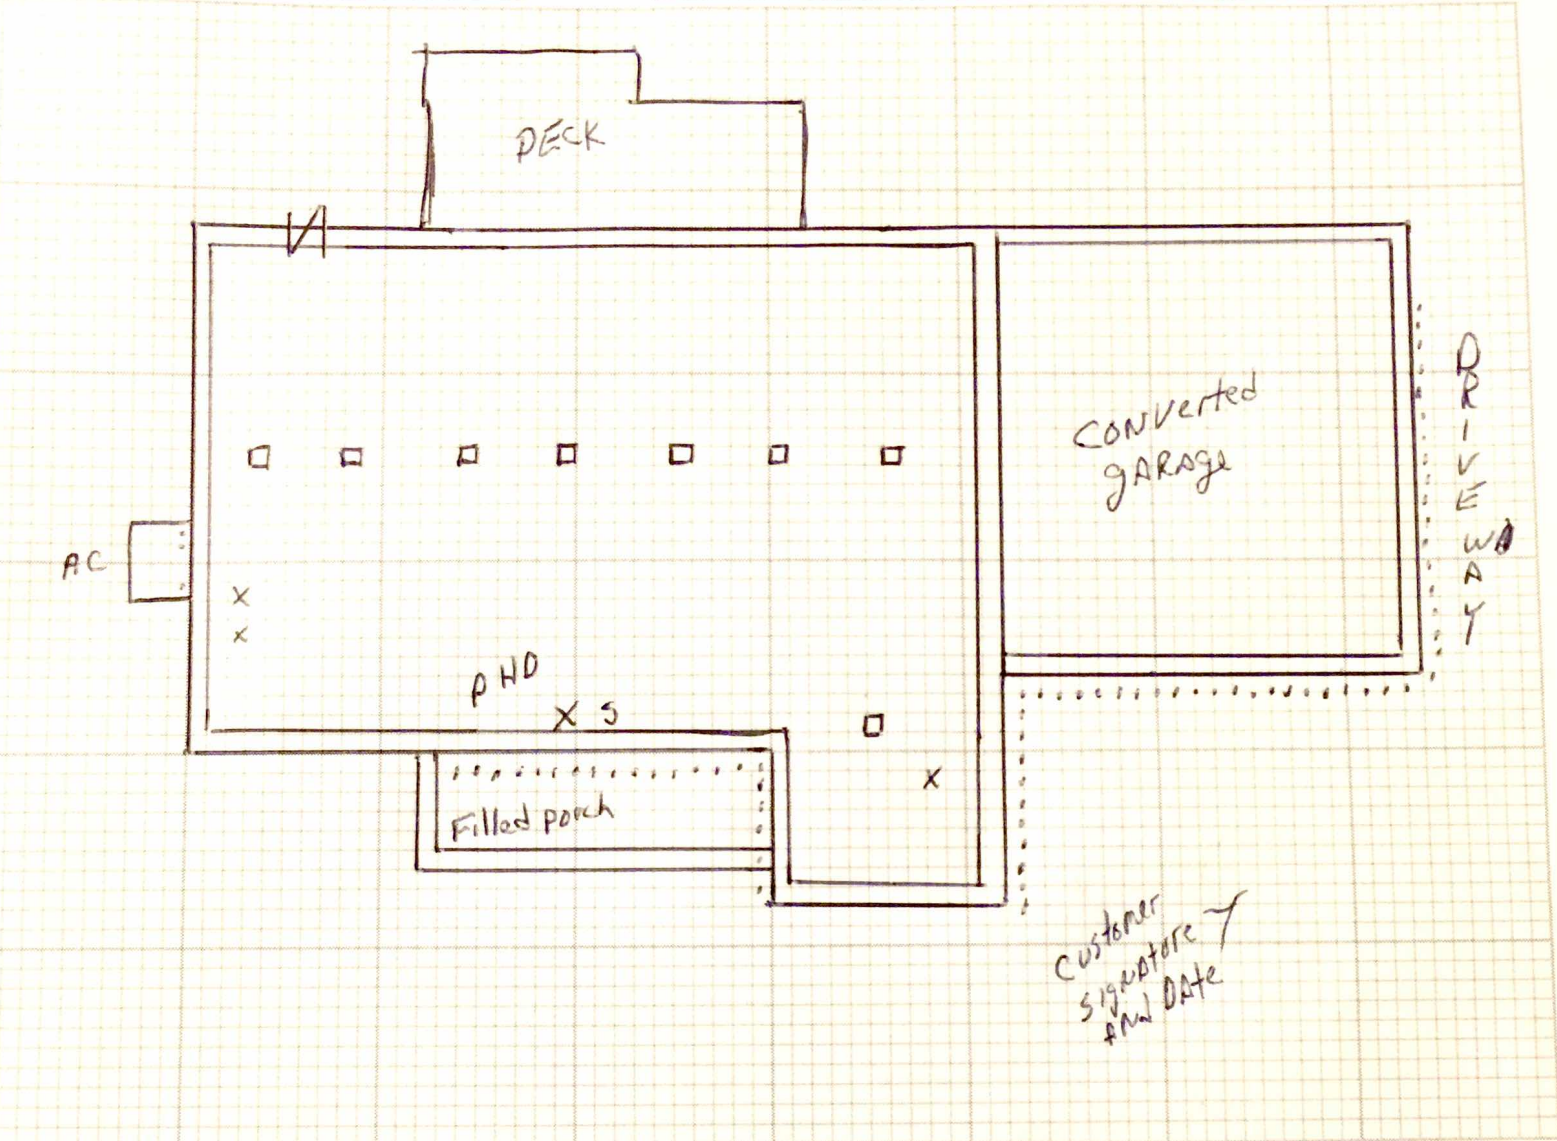 DECK
CONVerted
gARAge
DRIVEWAY
AC
x
x
PHD
X S
x
Filled porch
Customer
signature
And DAte